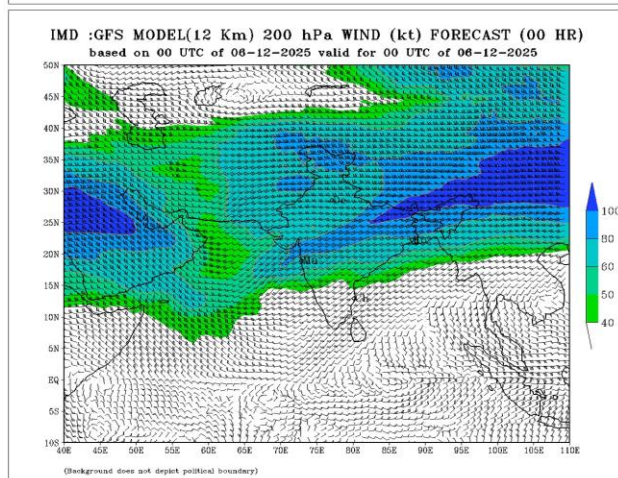 IMD :GFS MODEL(12 Km) 200 hPa WIND (kt) FORECAST (00 HR)
based on 00 UTC of 06-12-2025 valid for 00 UTC of 06-12-2025
50N
45N
40N
35N
30N
25N
20N
15N
10N
5N
EQ
5S
10S
De
Mu
Ch
100
80
60
50
40
40E 45E 50E 55E 60E 65E 70E 75E 80E 85E 90E 95E 100E 105E 110E
(Background does not depict political boundary)